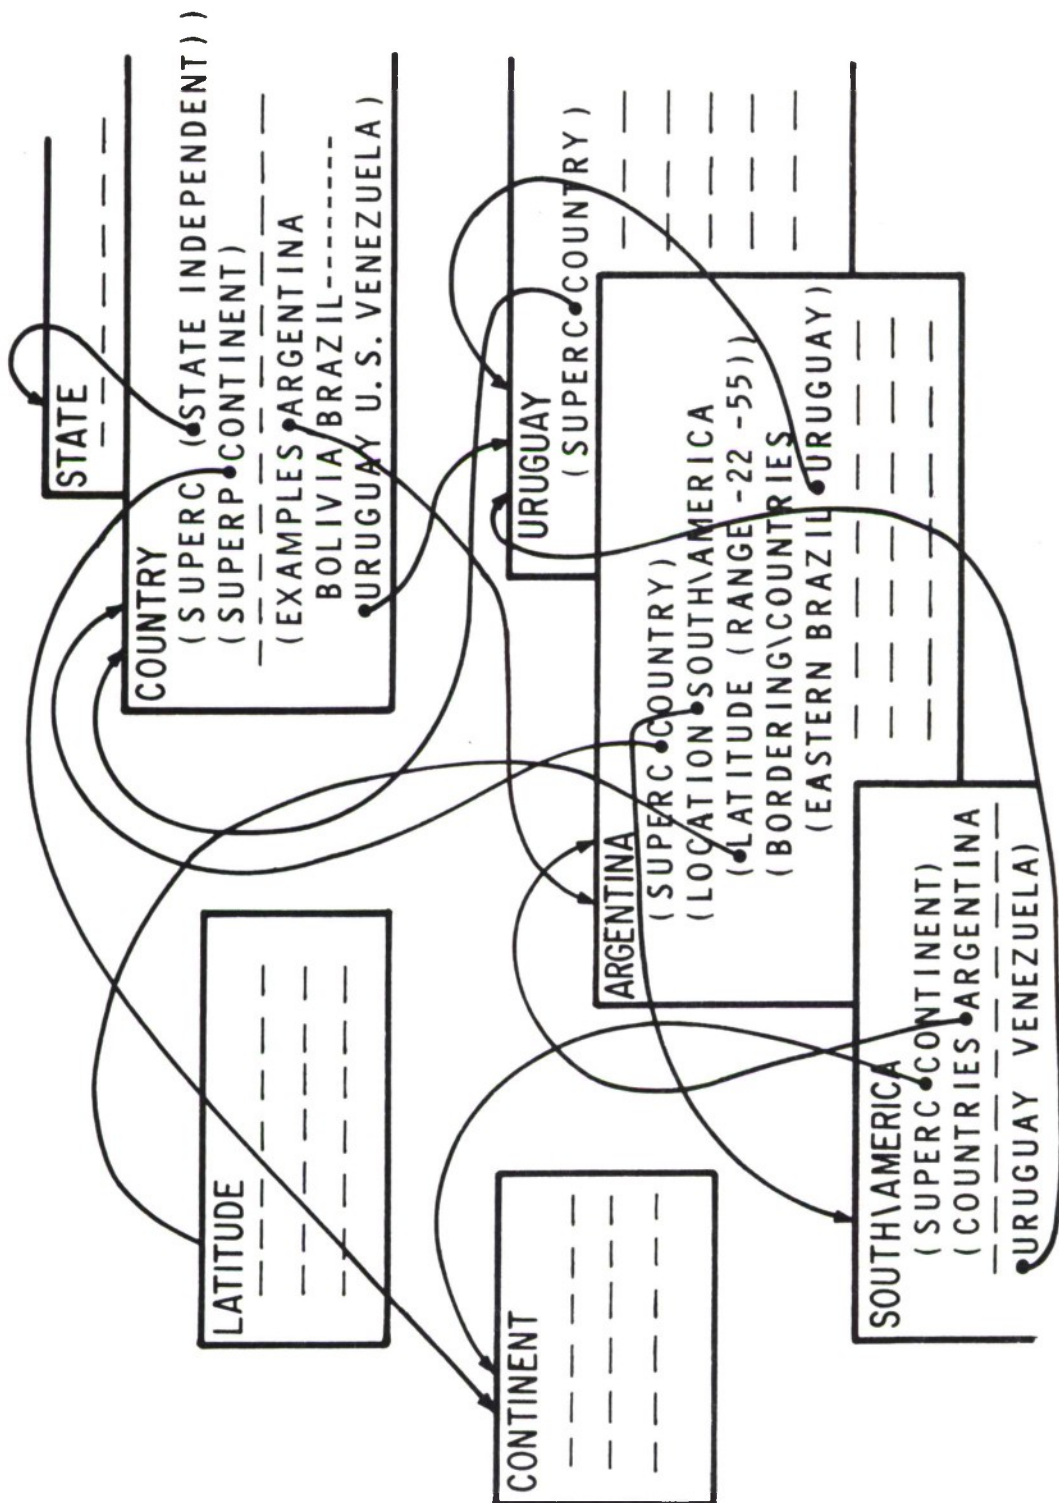 STATE
COUNTRY
(SUPERC (STATE INDEPENDENT))
(SUPERP CONTINENT)
(EXAMPLES ARGENTINA
BOLIVIA BRAZIL---------
URUGUAY U.S. VENEZUELA)
LATITUDE
CONTINENT
URUGUAY
(SUPERC COUNTRY)
ARGENTINA
(SUPERC COUNTRY)
(LOCATION SOUTH\AMERICA
(LATITUDE (RANGE -22 -55))
(BORDERING\COUNTRIES
(EASTERN BRAZIL URUGUAY)
SOUTH\AMERICA
(SUPERC CONTINENT)
(COUNTRIES ARGENTINA
URUGUAY VENEZUELA)